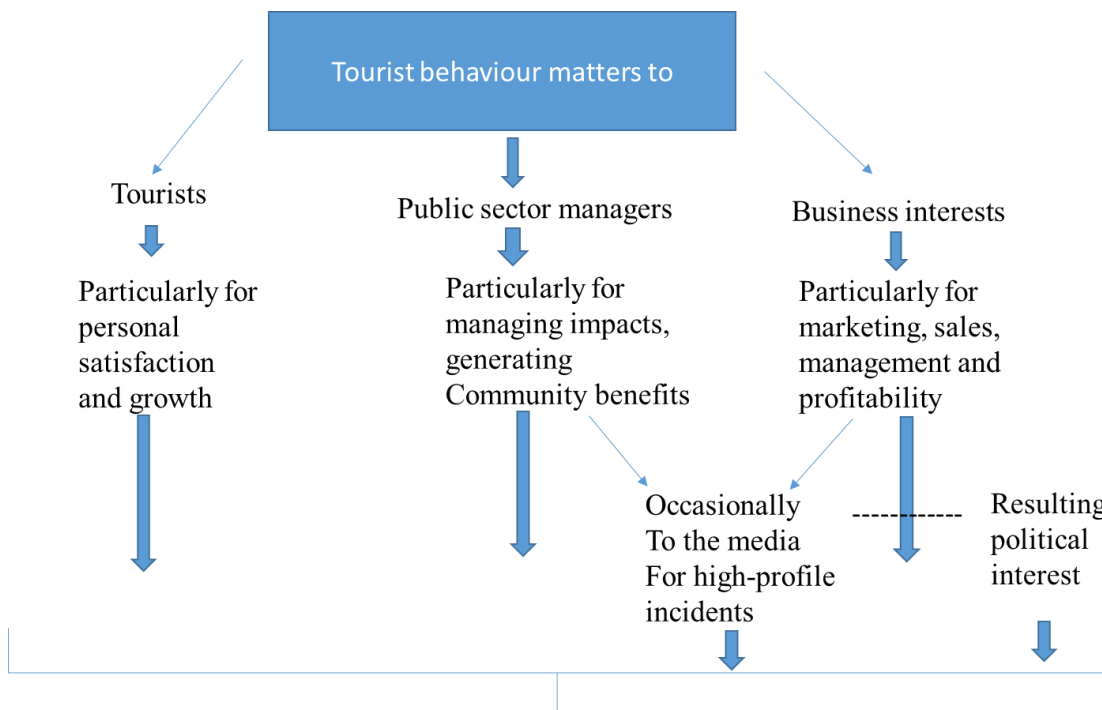 Tourist behaviour matters to
Tourists
Public sector managers
Business interests
Particularly for
personal
satisfaction
and growth
Particularly for
managing impacts,
generating
Community benefits
Particularly for
marketing, sales,
management and
profitability
Occasionally
To the media
For high-profile
incidents
Resulting
political
interest